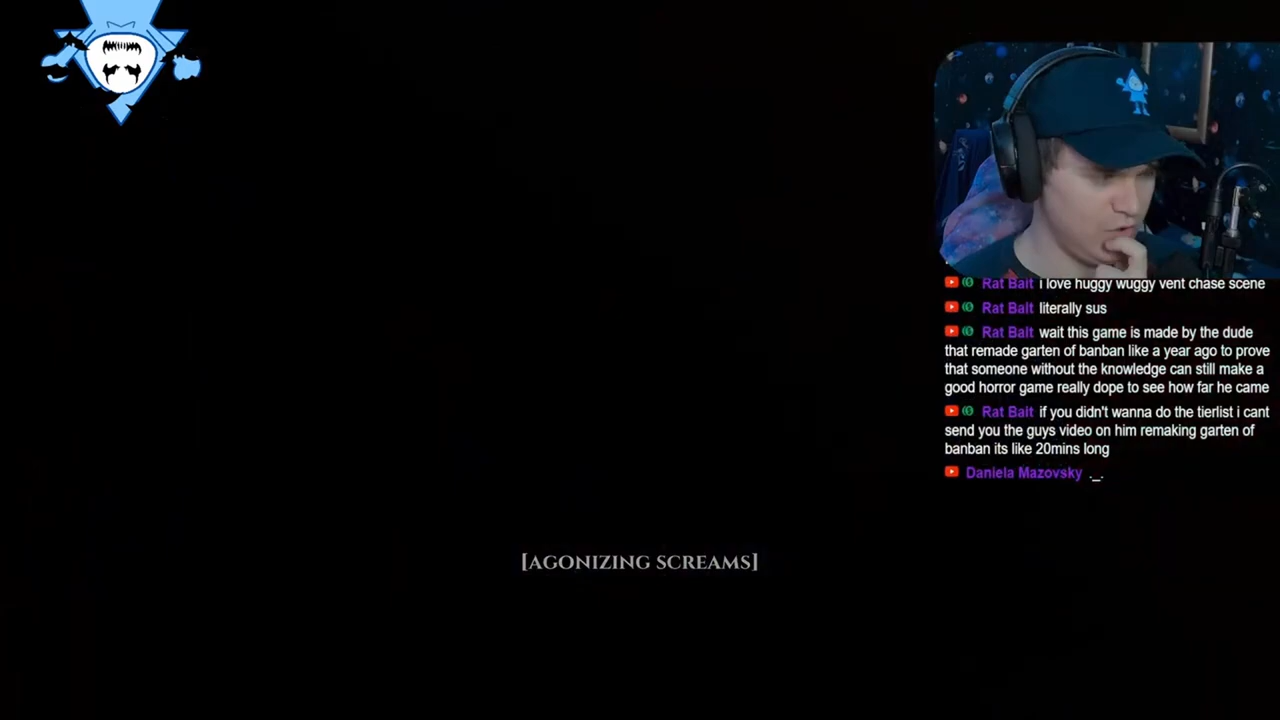 Rat Bait i love huggy wuggy vent chase scene
Rat Bait literally sus
Rat Bait wait this game is made by the dude
that remade garten of banban like a year ago to prove
that someone without the knowledge can still make a
good horror game really dope to see how far he came
Rat Bait if you didn't wanna do the tierlist i cant
send you the guys video on him remaking garten of
banban its like 20mins long
Daniela Mazovsky ._.
[AGONIZING SCREAMS]